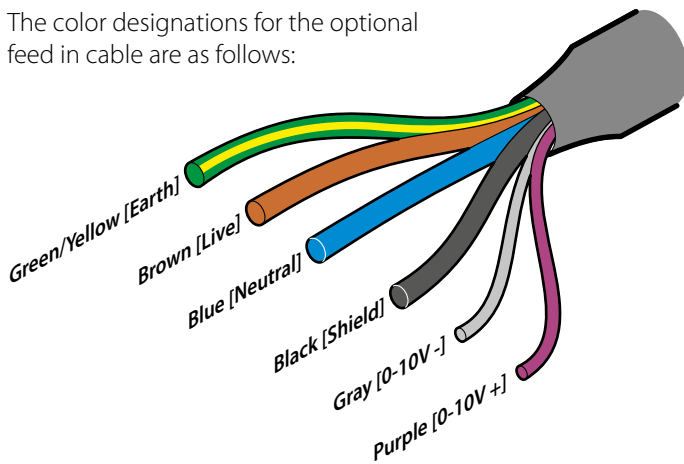 The color designations for the optional
feed in cable are as follows:
Green/Yellow [Earth]
Brown [Live]
Blue [Neutral]
Black [Shield]
Gray [0-10V -]
Purple [0-10V +]